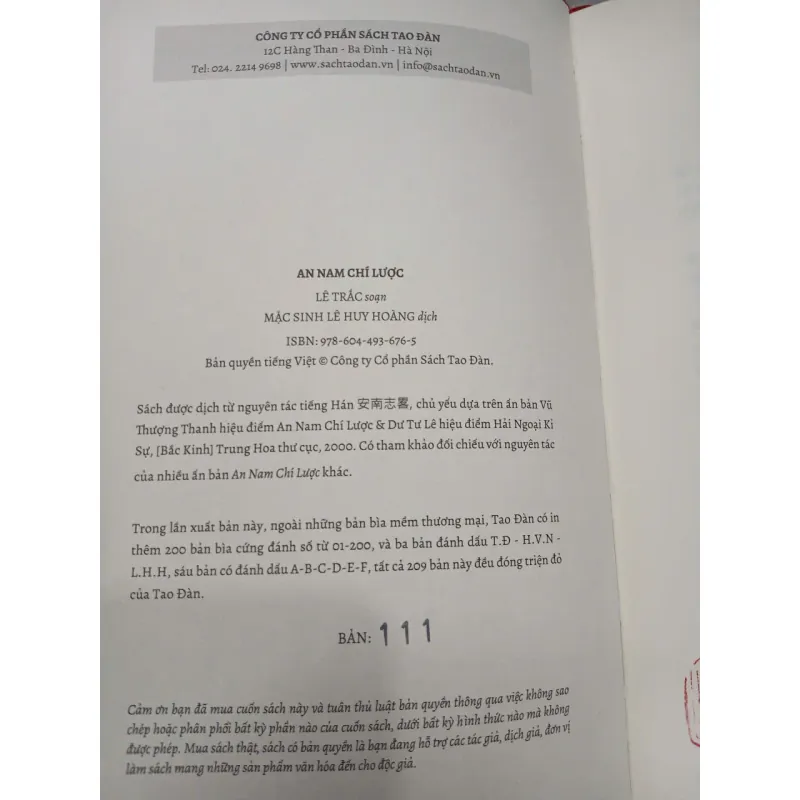 CÔNG TY CỔ PHẦN SÁCH TAO ĐÀN
12C Hàng Than - Ba Đình - Hà Nội
Tel: 024. 2214 9698 | www.sachtaodan.vn | info@sachtaodan.vn
AN NAM CHÍ LƯỢC
LÊ TRẮC soạn
MẶC SINH LÊ HUY HOÀNG dịch
ISBN: 978-604-493-676-5
Bản quyền tiếng Việt © Công ty Cổ phần Sách Tao Đàn.
Sách được dịch từ nguyên tác tiếng Hán 安南志畧, chủ yếu dựa trên ấn bản Vũ
Thượng Thanh hiệu điểm An Nam Chí Lược & Dư Tư Lê hiệu điểm Hải Ngoại Kỉ
Sự, [Bắc Kinh] Trung Hoa thư cục, 2000. Có tham khảo đối chiếu với nguyên tác
của nhiều ấn bản An Nam Chí Lược khác.
Trong lần xuất bản này, ngoài những bản bìa mềm thương mại, Tao Đàn có in
thêm 200 bản bìa cứng đánh số từ 01-200, và ba bản đánh dấu T.Đ - H.V.N -
L.H.H, sáu bản có đánh dấu A-B-C-D-E-F, tất cả 209 bản này đều đóng triện đỏ
của Tao Đàn.
BẢN: 111
Cảm ơn bạn đã mua cuốn sách này và tuân thủ luật bản quyền thông qua việc không sao
chép hoặc phân phối bất kỳ phần nào của cuốn sách, dưới bất kỳ hình thức nào mà không
được phép. Mua sách thật, sách có bản quyền là bạn đang hỗ trợ các tác giả, dịch giả, đơn vị
làm sách mang những sản phẩm văn hóa đến cho độc giả.